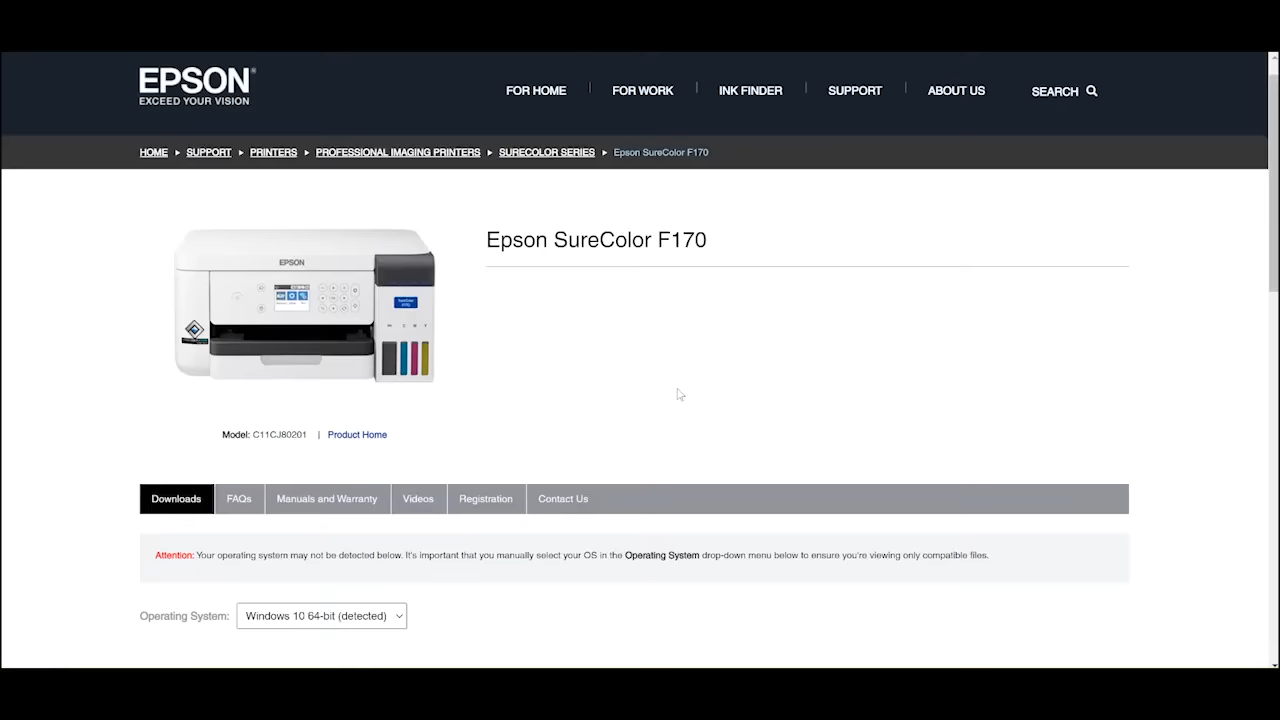 EPSON®
EXCEED YOUR VISION
FOR HOME
FOR WORK
INK FINDER
SUPPORT
ABOUT US
SEARCH
HOME ▸ SUPPORT ▸ PRINTERS ▸ PROFESSIONAL IMAGING PRINTERS ▸ SURECOLOR SERIES ▸ Epson SureColor F170
Epson SureColor F170
EPSON
Model: C11CJ80201 | Product Home
Downloads
FAQs
Manuals and Warranty
Videos
Registration
Contact Us
Attention: Your operating system may not be detected below. It's important that you manually select your OS in the Operating System drop-down menu below to ensure you're viewing only compatible files.
Operating System: Windows 10 64-bit (detected)